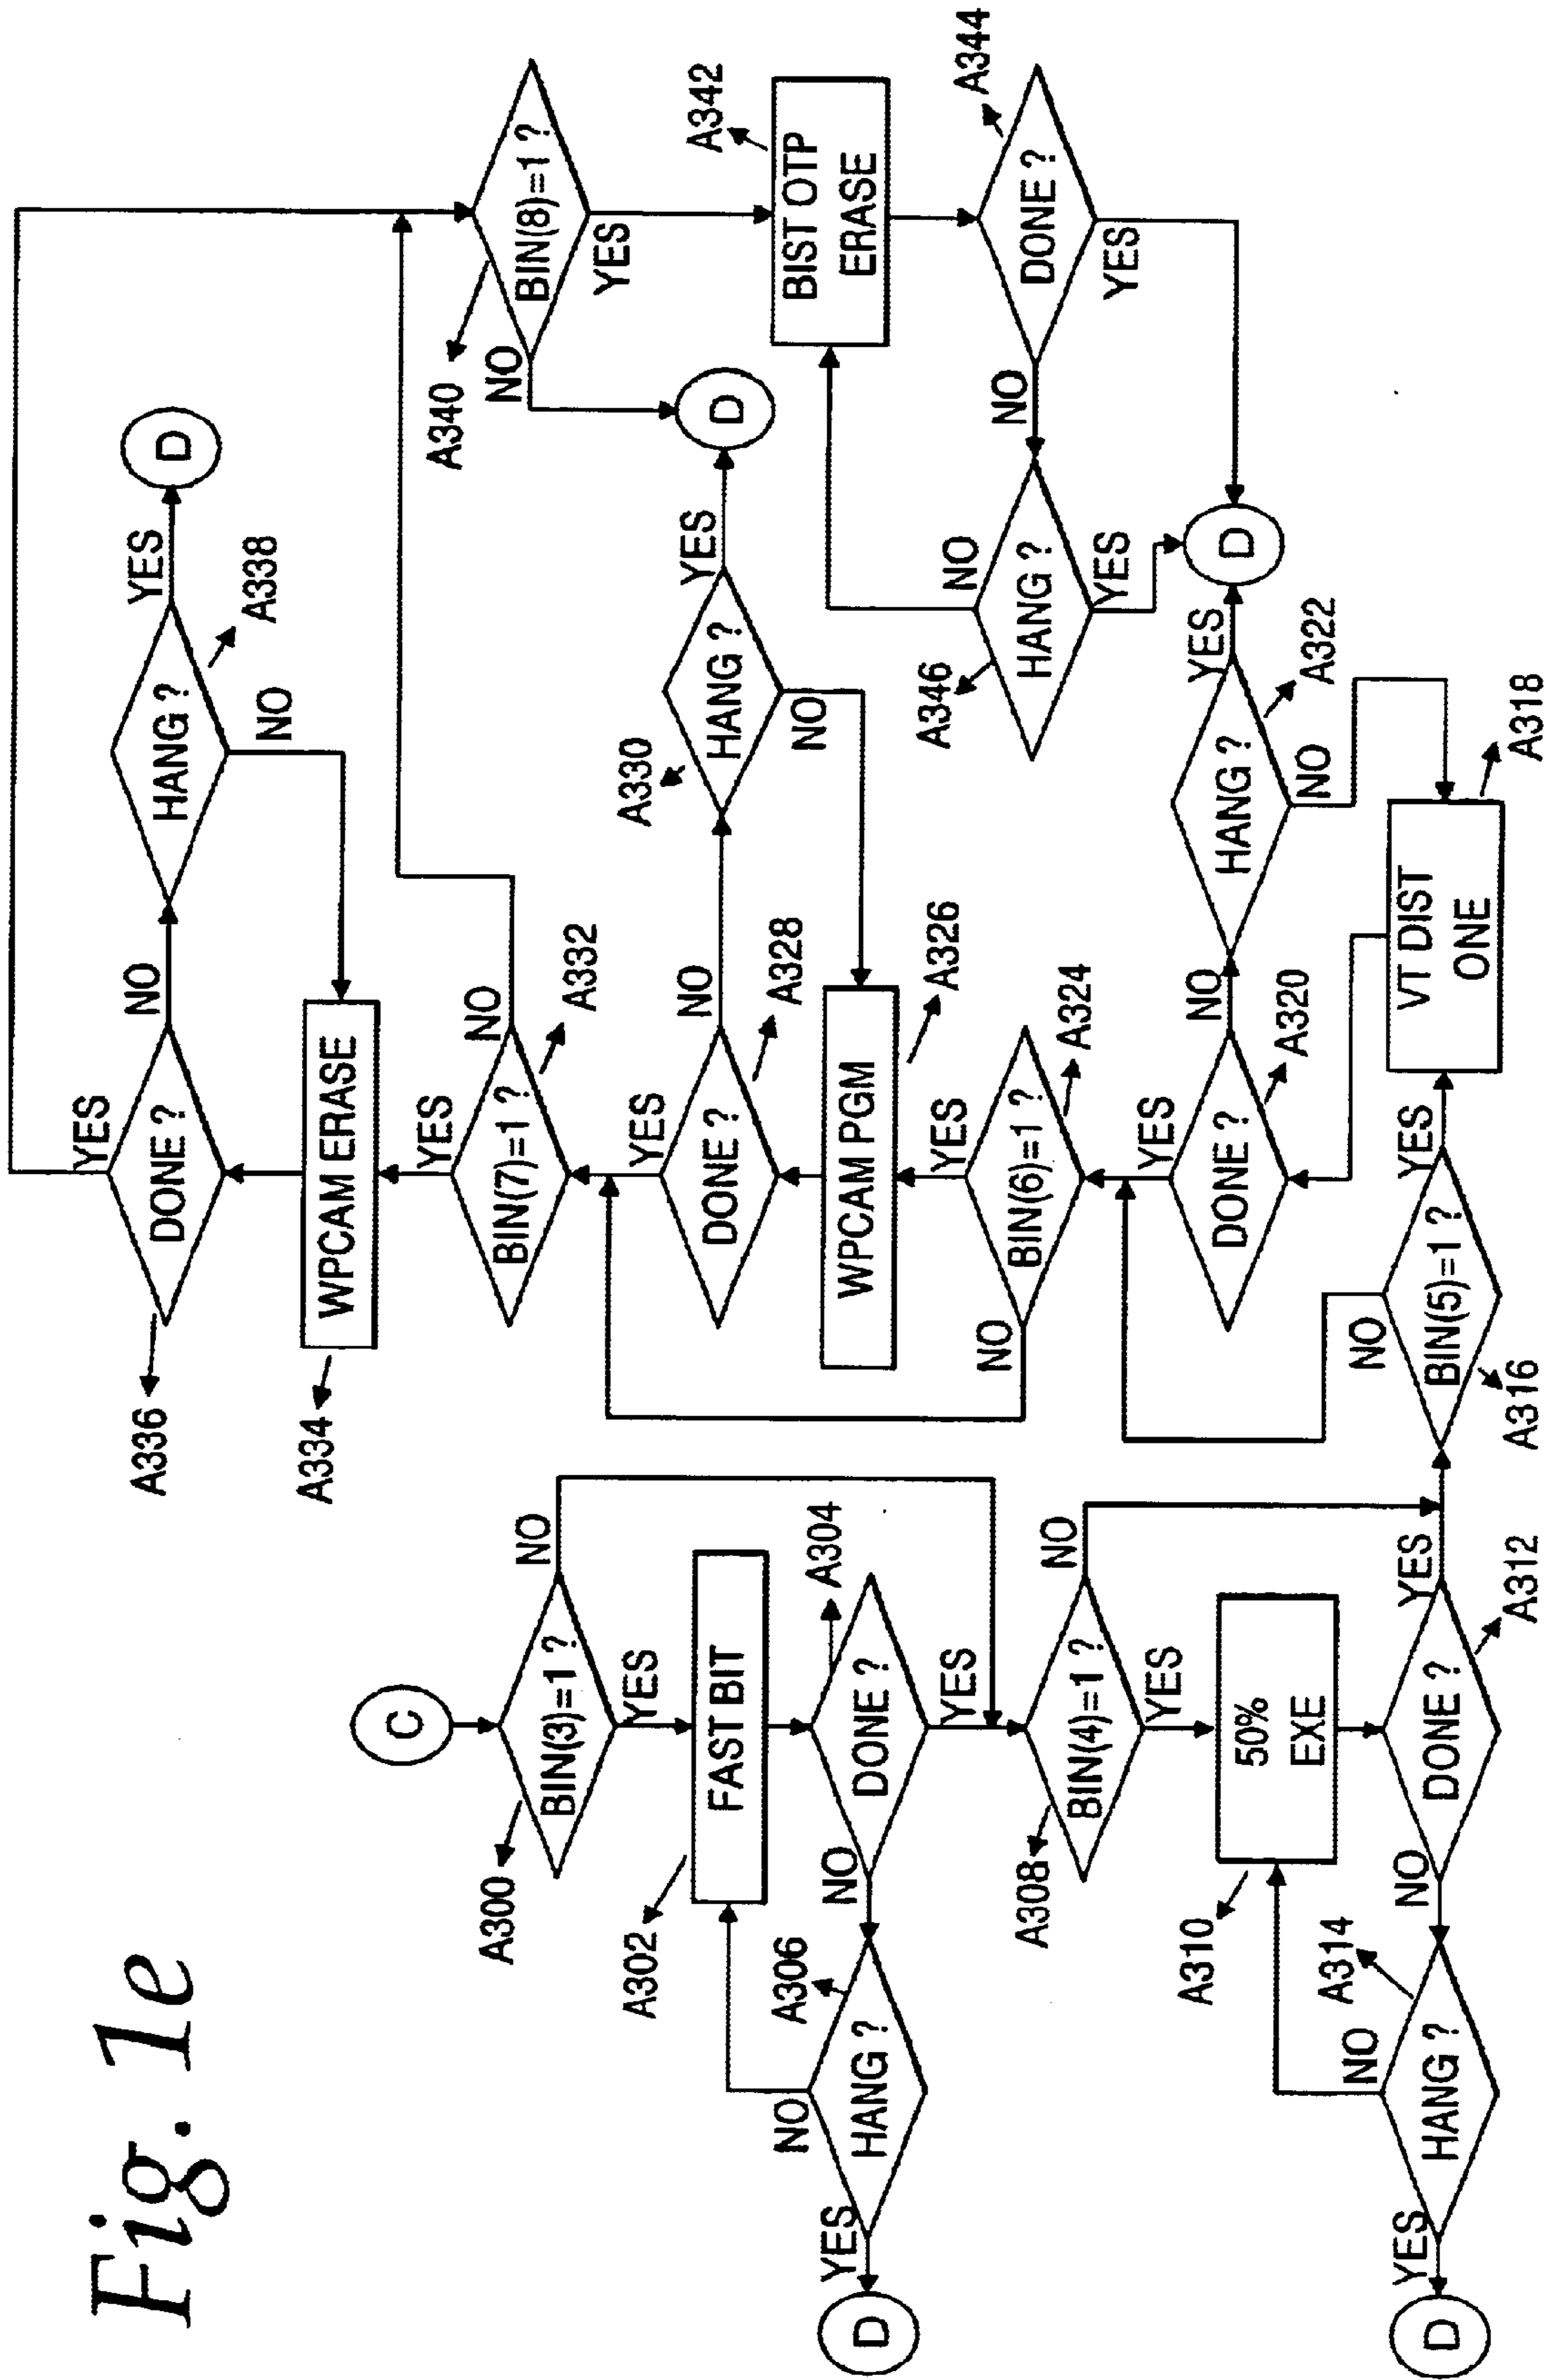 Fig. 1e
C
A300
BIN(3)=1 ?
NO
YES
A302
FAST BIT
A304
DONE ?
NO
YES
A306
HANG ?
NO
YES
D
A308
BIN(4)=1 ?
NO
YES
A310
50%
EXE
A312
DONE ?
NO
YES
A314
HANG ?
NO
YES
D
A316
BIN(5)=1 ?
NO
YES
A318
VT DIST
ONE
A320
DONE ?
NO
YES
A322
HANG ?
NO
YES
D
A324
BIN(6)=1 ?
NO
YES
A326
WPCAM PGM
A328
DONE ?
NO
YES
A330
HANG ?
NO
YES
D
A332
BIN(7)=1 ?
NO
YES
A334
WPCAM ERASE
A336
DONE ?
NO
YES
A338
HANG ?
NO
YES
D
A340
BIN(8)=1 ?
NO
YES
A342
BIST OTP
ERASE
A344
DONE ?
NO
YES
A346
HANG ?
NO
YES